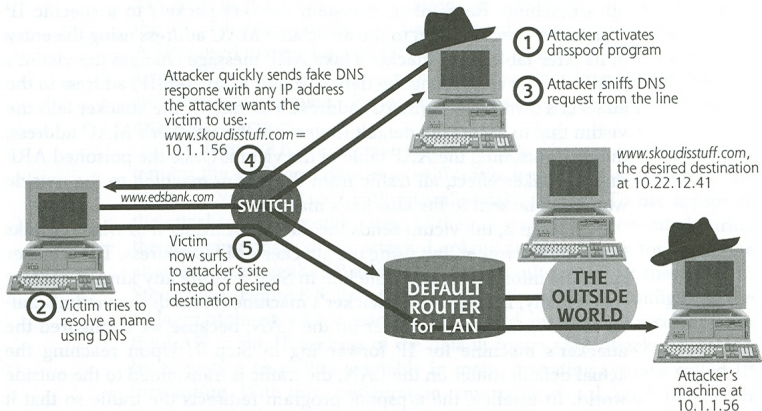 1 Attacker activates
dnsspoof program
3 Attacker sniffs DNS
request from the line
Attacker quickly sends fake DNS
response with any IP address
the attacker wants the
victim to use:
www.skoudisstuff.com =
10.1.1.56
4
www.edsbank.com
SWITCH
www.skoudisstuff.com,
the desired destination
at 10.22.12.41
5
Victim
now surfs
to attacker's site
instead of desired
destination
2 Victim tries to
resolve a name
using DNS
DEFAULT
ROUTER
for LAN
THE
OUTSIDE
WORLD
Attacker's
machine at
10.1.1.56